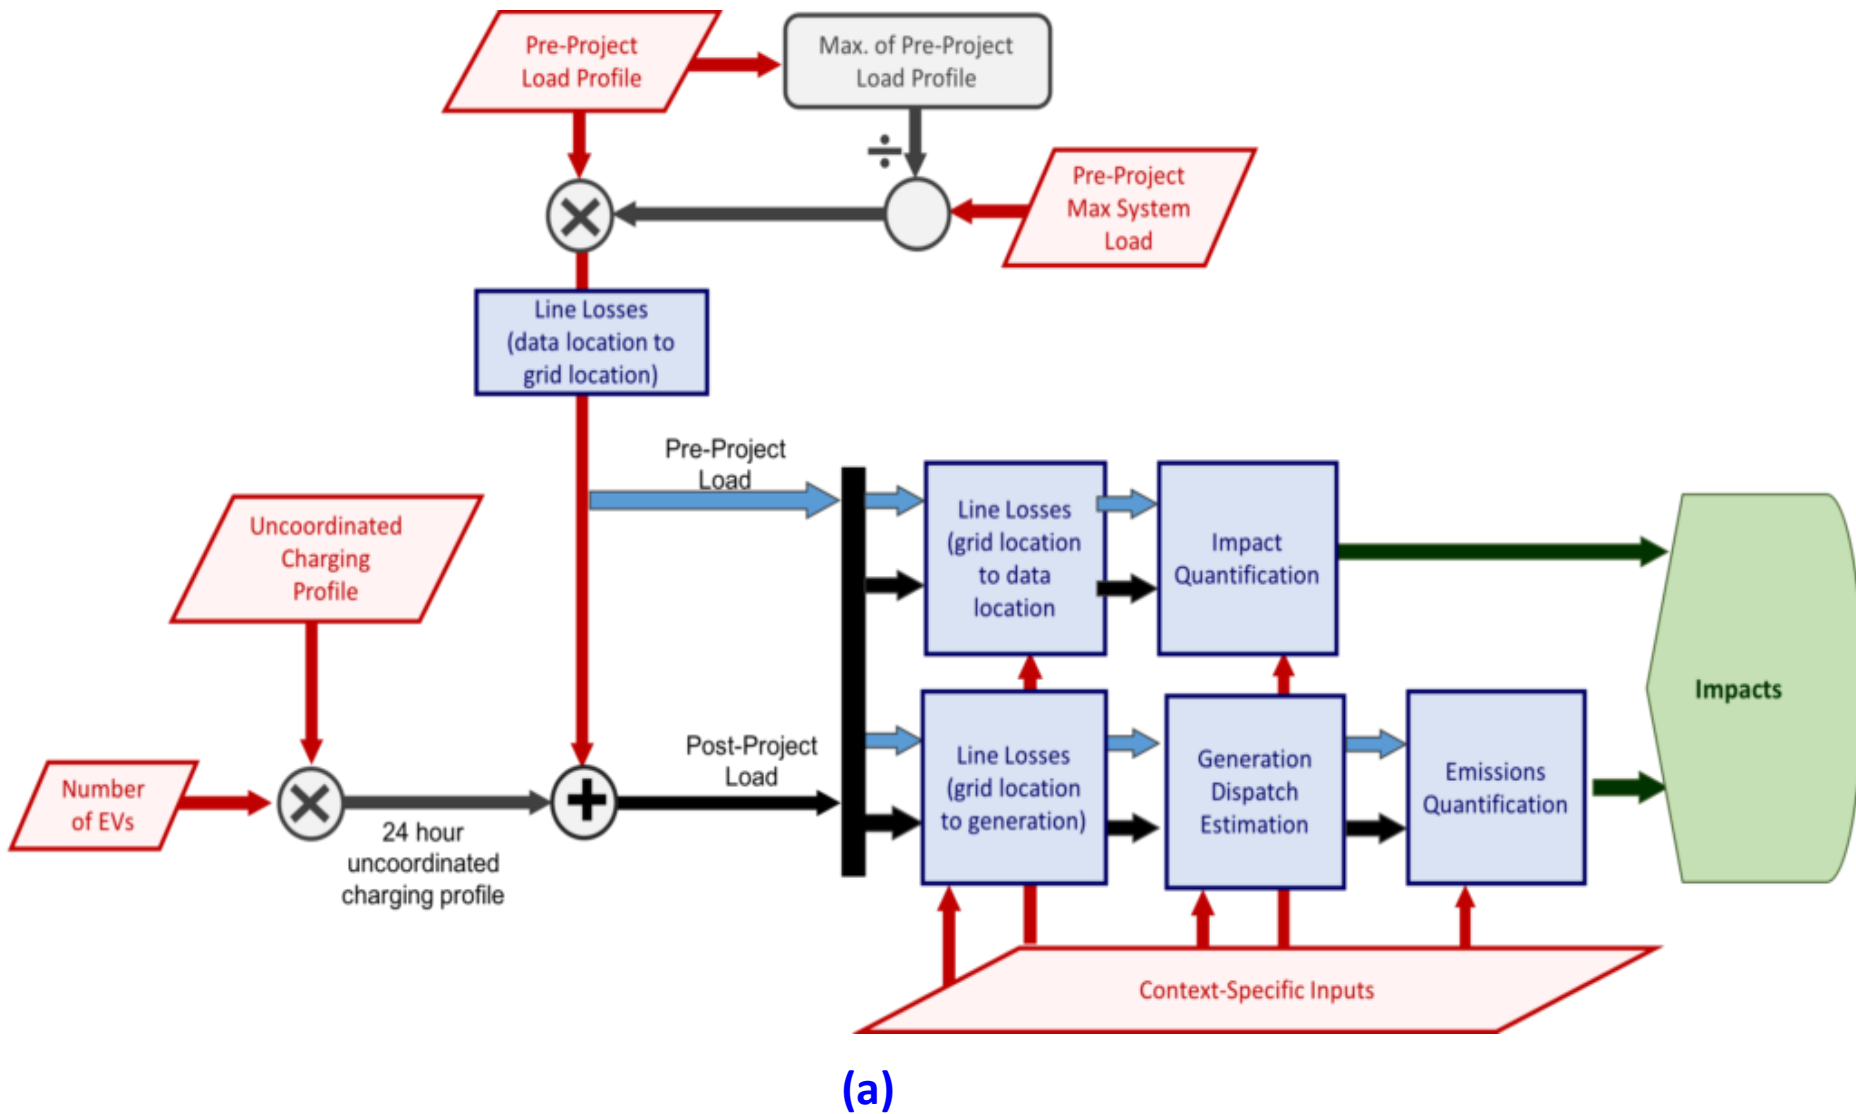 Pre-Project
Load Profile
Max. of Pre-Project
Load Profile
÷
Pre-Project
Max System
Load
×
Line Losses
(data location to
grid location)
Pre-Project
Load
Uncoordinated
Charging
Profile
Line Losses
(grid location
to data
location
Impact
Quantification
Impacts
Number
of EVs
×
24 hour
uncoordinated
charging profile
+
Post-Project
Load
Line Losses
(grid location
to generation)
Generation
Dispatch
Estimation
Emissions
Quantification
Context-Specific Inputs
(a)